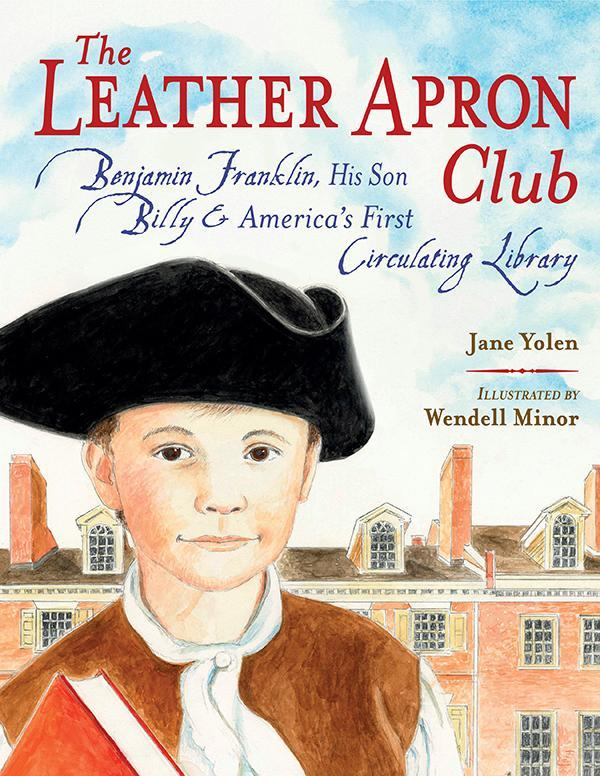 The
LEATHER APRON
Club
Benjamin Franklin, His Son
Billy & America's First
Circulating Library
Jane Yolen
ILLUSTRATED BY
Wendell Minor